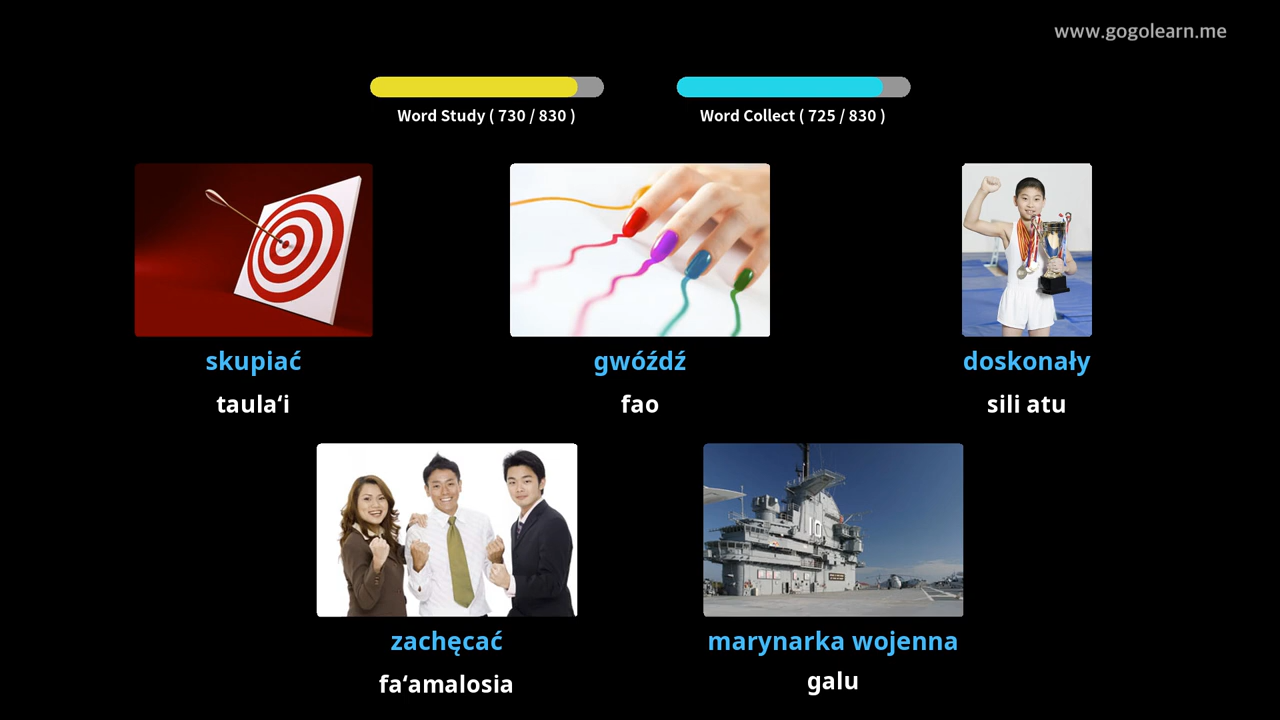 www.gogolearn.me
Word Study ( 730 / 830 )
Word Collect ( 725 / 830 )
skupiać
gwóźdź
doskonały
taulaʻi
fao
sili atu
10
zachęcać
marynarka wojenna
faʻamalosia
galu